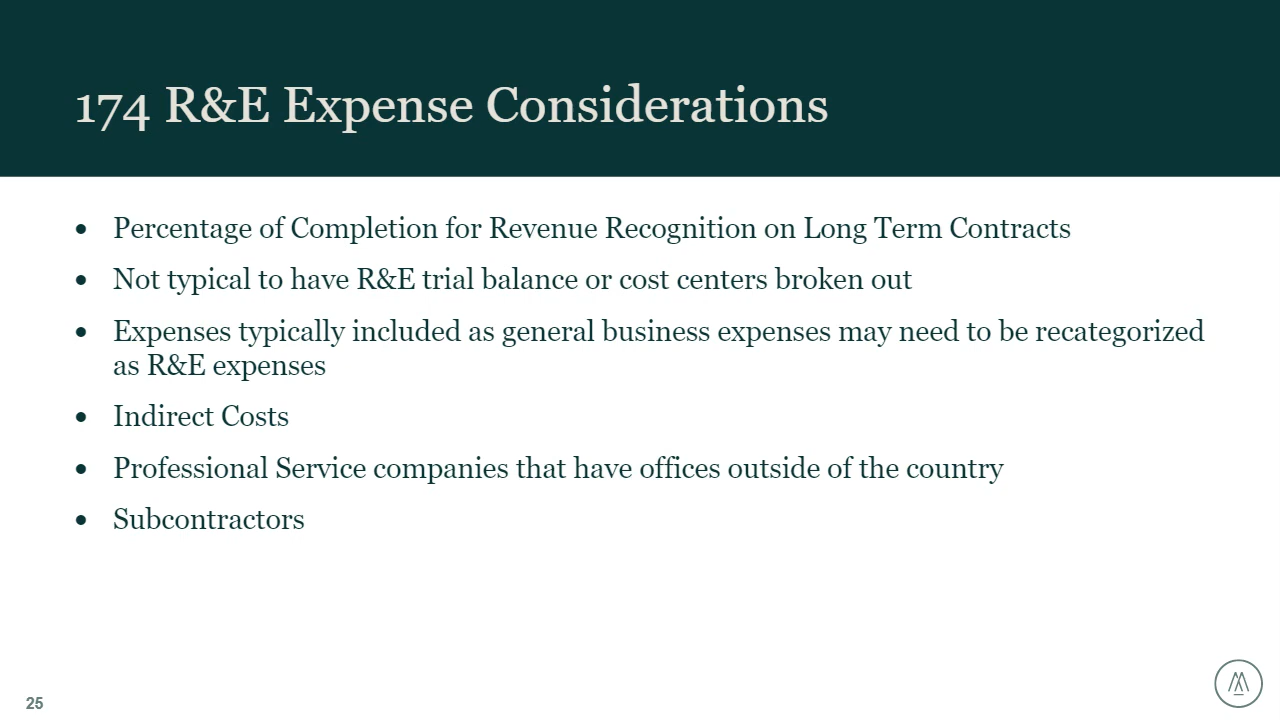 174 R&E Expense Considerations
• Percentage of Completion for Revenue Recognition on Long Term Contracts
• Not typical to have R&E trial balance or cost centers broken out
• Expenses typically included as general business expenses may need to be recategorized
as R&E expenses
• Indirect Costs
• Professional Service companies that have offices outside of the country
• Subcontractors
25